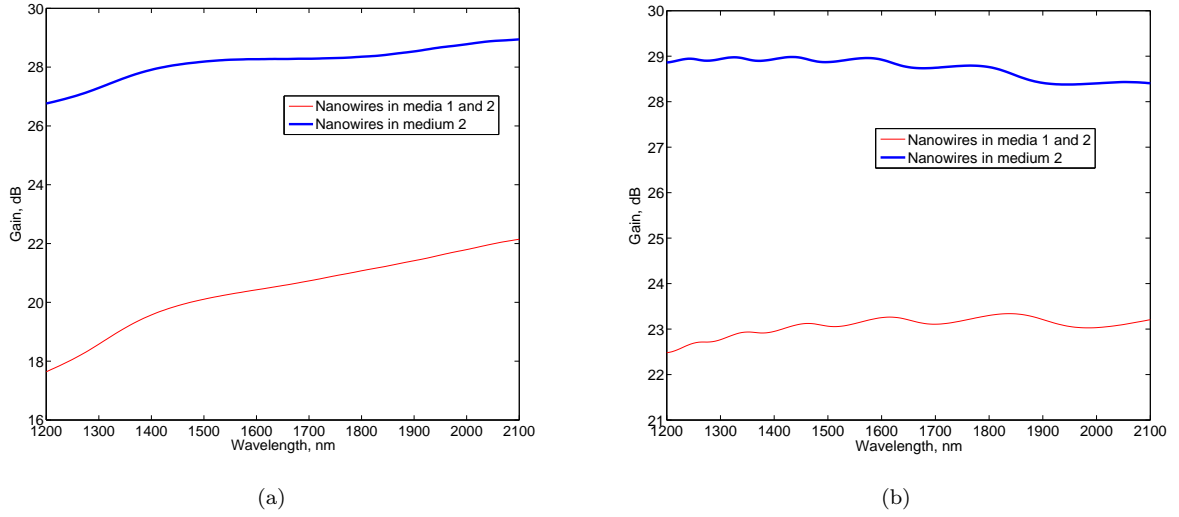 30
28
26
24
22
20
18
16
Gain, dB
1200 1300 1400 1500 1600 1700 1800 1900 2000 2100
Wavelength, nm
Nanowires in media 1 and 2
Nanowires in medium 2
(a)
30
29
28
27
26
25
24
23
22
21
Gain, dB
1200 1300 1400 1500 1600 1700 1800 1900 2000 2100
Wavelength, nm
Nanowires in media 1 and 2
Nanowires in medium 2
(b)